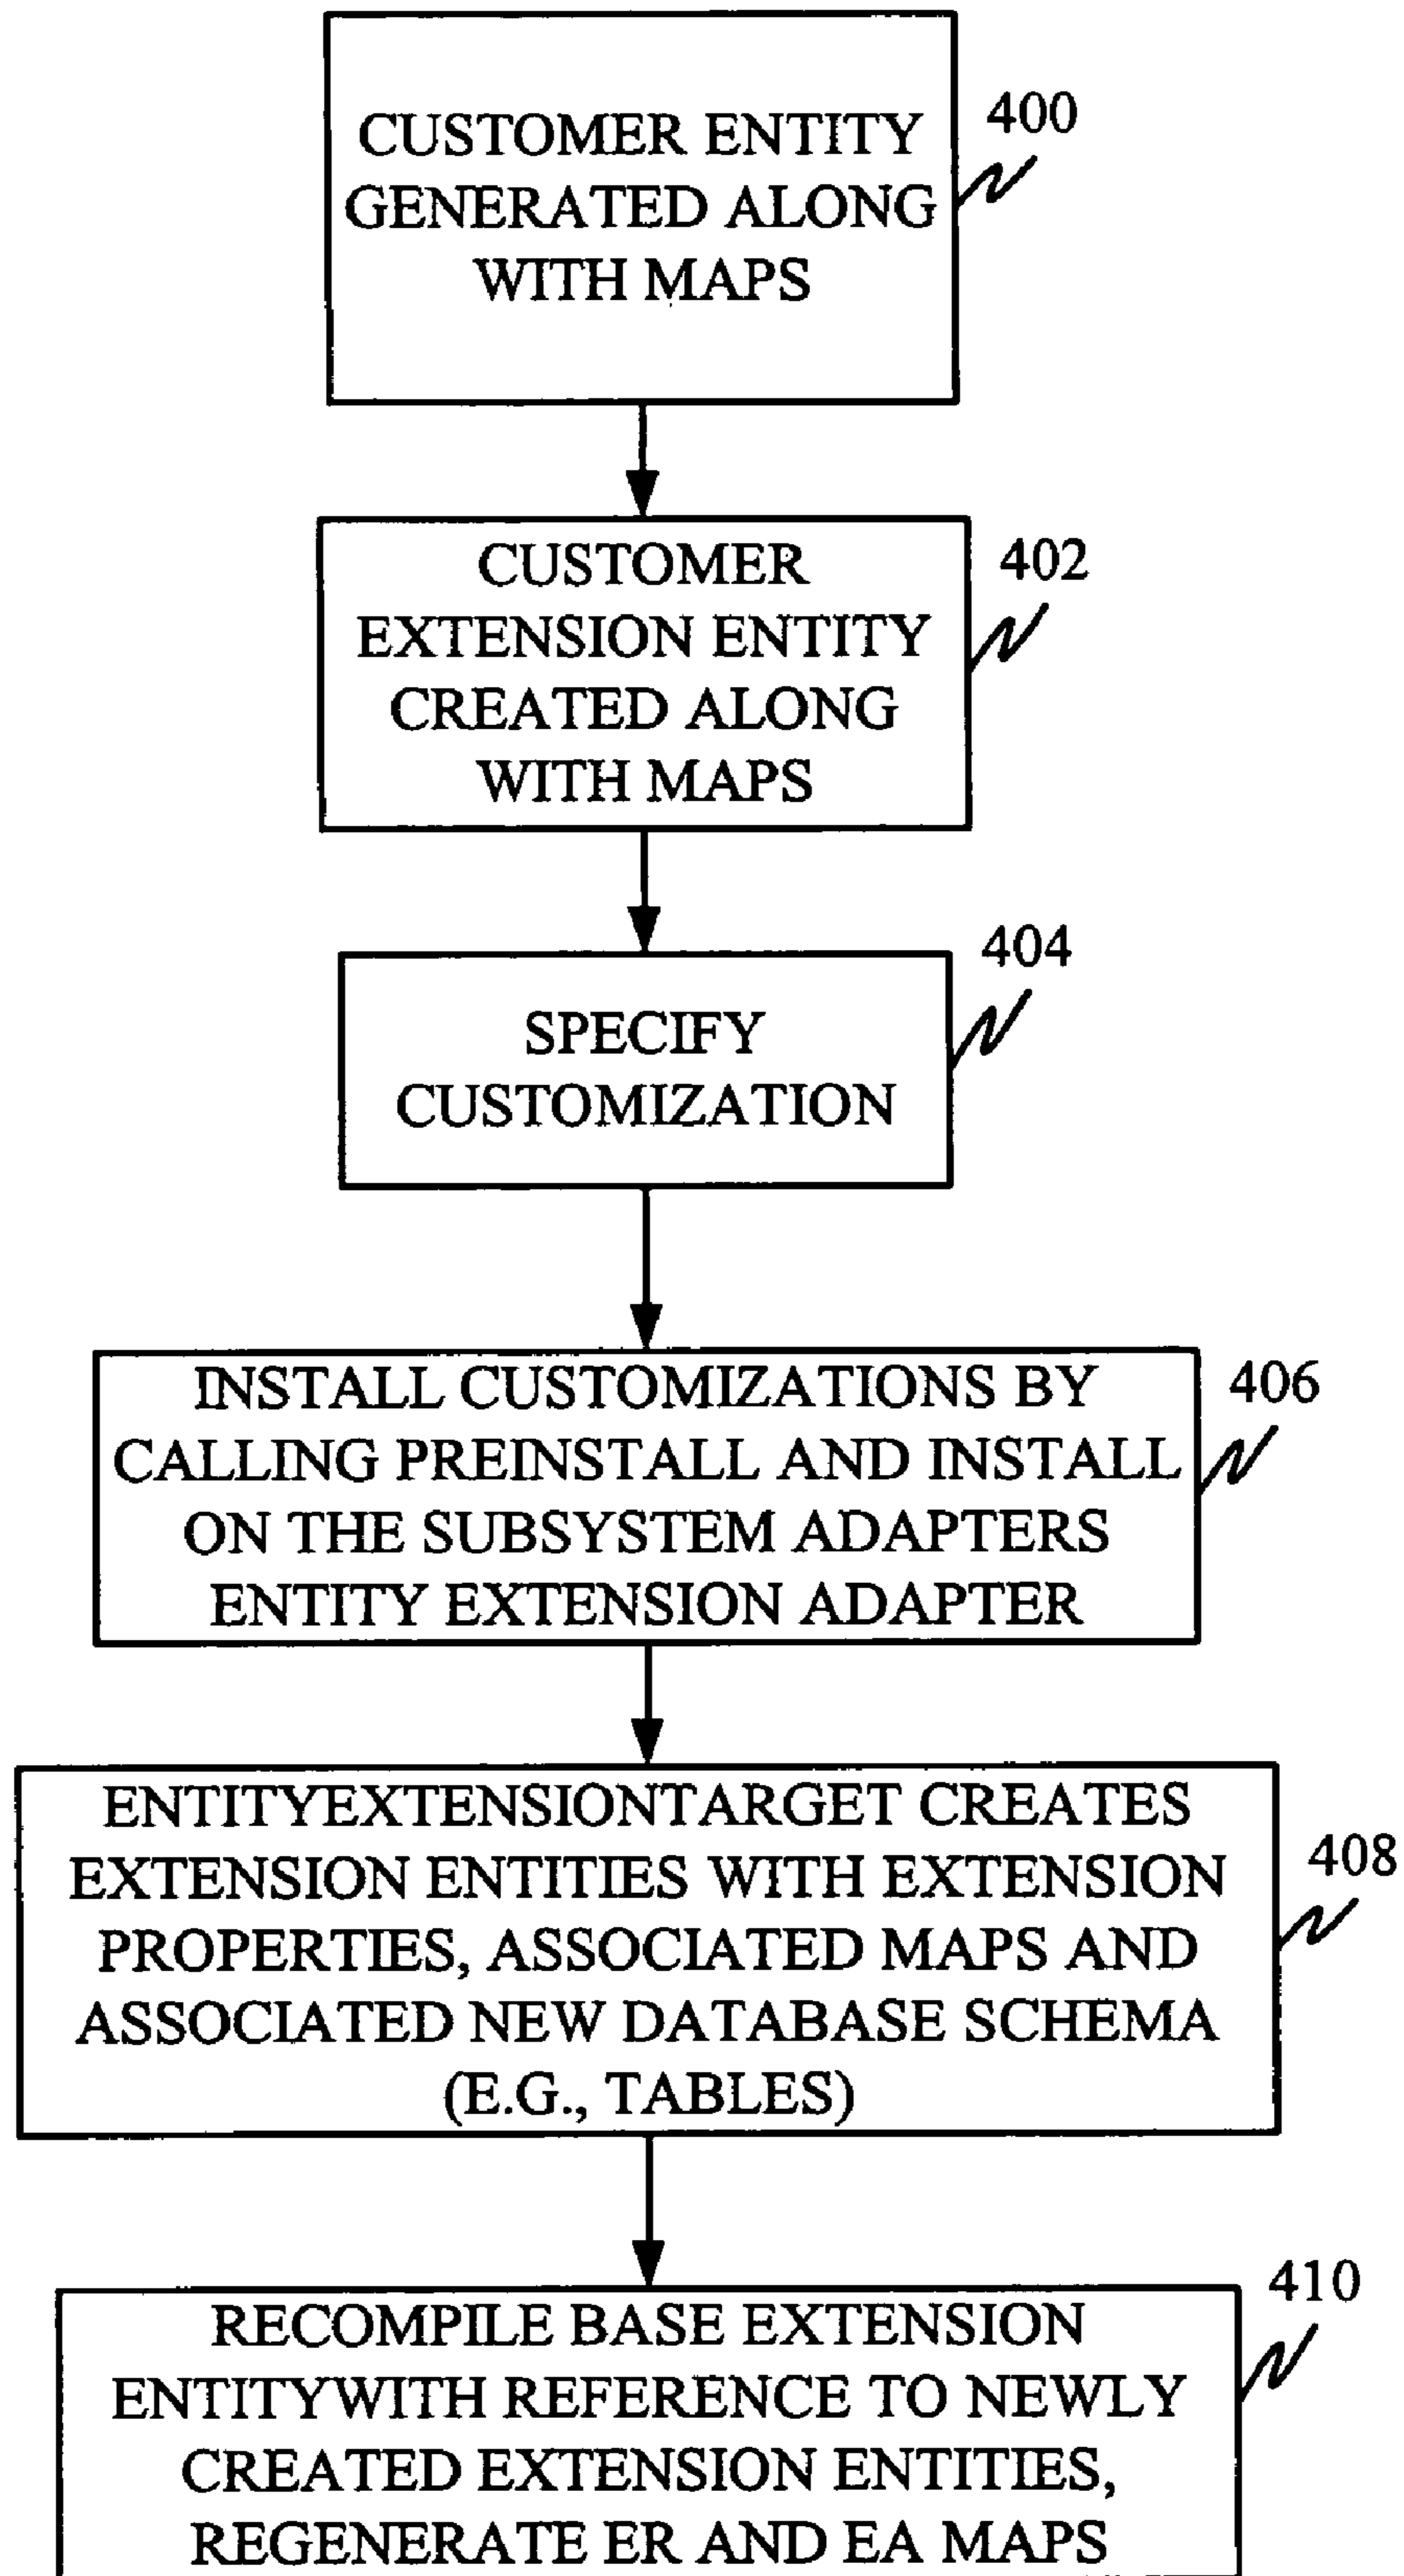 CUSTOMER ENTITY
GENERATED ALONG
WITH MAPS
400
CUSTOMER
EXTENSION ENTITY
CREATED ALONG
WITH MAPS
402
SPECIFY
CUSTOMIZATION
404
INSTALL CUSTOMIZATIONS BY
CALLING PREINSTALL AND INSTALL
ON THE SUBSYSTEM ADAPTERS
ENTITY EXTENSION ADAPTER
406
ENTITYEXTENSIONTARGET CREATES
EXTENSION ENTITIES WITH EXTENSION
PROPERTIES, ASSOCIATED MAPS AND
ASSOCIATED NEW DATABASE SCHEMA
(E.G., TABLES)
408
RECOMPILE BASE EXTENSION
ENTITYWITH REFERENCE TO NEWLY
CREATED EXTENSION ENTITIES,
REGENERATE ER AND EA MAPS
410